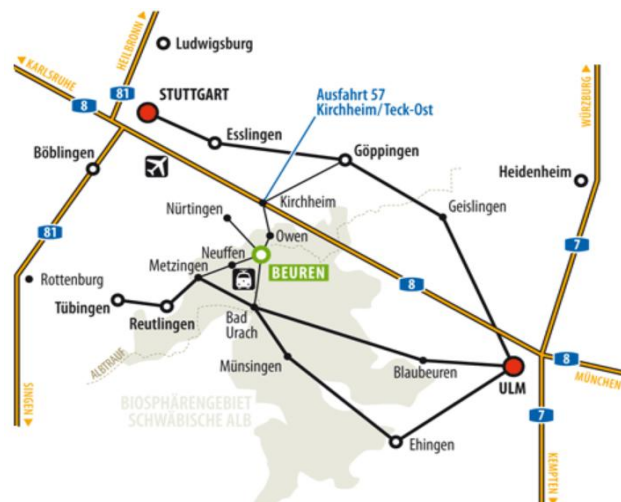 Ludwigsburg
HEILBRONN
KARLSRUHE
81
8
STUTTGART
Ausfahrt 57
Kirchheim/Teck-Ost
WÜRZBURG
Esslingen
Göppingen
Böblingen
Heidenheim
Nürtingen
Kirchheim
Geislingen
81
Owen
7
Neuffen
Metzingen
BEUREN
Rottenburg
8
Tübingen
Reutlingen
Bad
Urach
ALBTRAUF
Münsingen
Blaubeuren
ULM
8
MÜNCHEN
SINGEN
BIOSPHÄRENGEBIET
SCHWÄBISCHE ALB
7
Ehingen
KEMPTEN